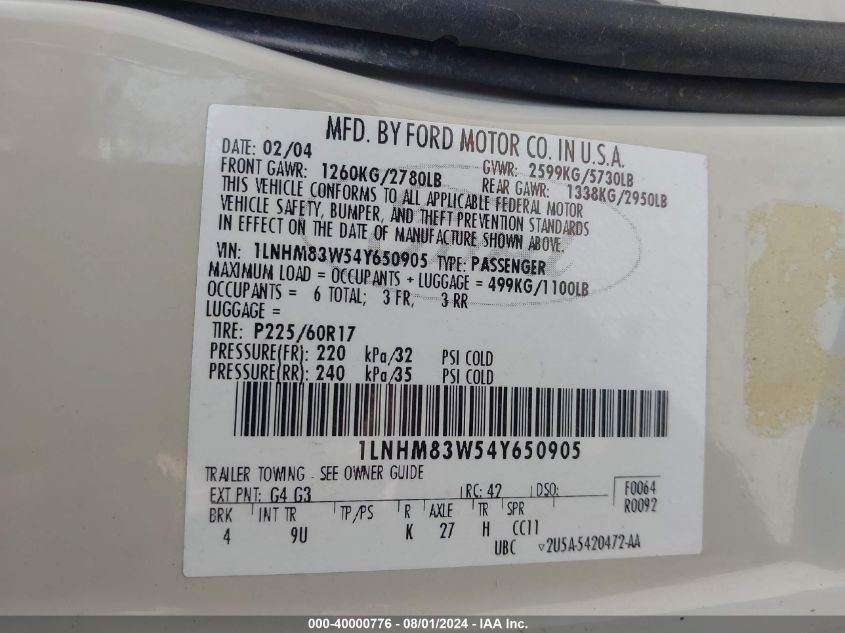 MFD. BY FORD MOTOR CO. IN U.S.A.
DATE: 02/04 GVWR: 2599KG/5730LB
FRONT GAWR: 1260KG/2780LB REAR GAWR: 1338KG/2950LB
THIS VEHICLE CONFORMS TO ALL APPLICABLE FEDERAL MOTOR
VEHICLE SAFETY, BUMPER, AND THEFT PREVENTION STANDARDS
IN EFFECT ON THE DATE OF MANUFACTURE SHOWN ABOVE.
VIN: 1LNHM83W54Y650905 TYPE: PASSENGER
MAXIMUM LOAD = OCCUPANTS + LUGGAGE = 499KG/1100LB
OCCUPANTS = 6 TOTAL; 3 FR, 3 RR
LUGGAGE =
TIRE: P225/60R17
PRESSURE(FR): 220 kPa/32 PSI COLD
PRESSURE(RR): 240 kPa/35 PSI COLD
1LNHM83W54Y650905
TRAILER TOWING - SEE OWNER GUIDE
EXT PNT: G4 G3 RC: 42 DSO: F0064
R0092
BRK INT TR TP/PS R AXLE TR SPR
4 9U K 27 H CC11
UBC ▽2U5A-5420472-AA
000-40000776 - 08/01/2024 - IAA Inc.